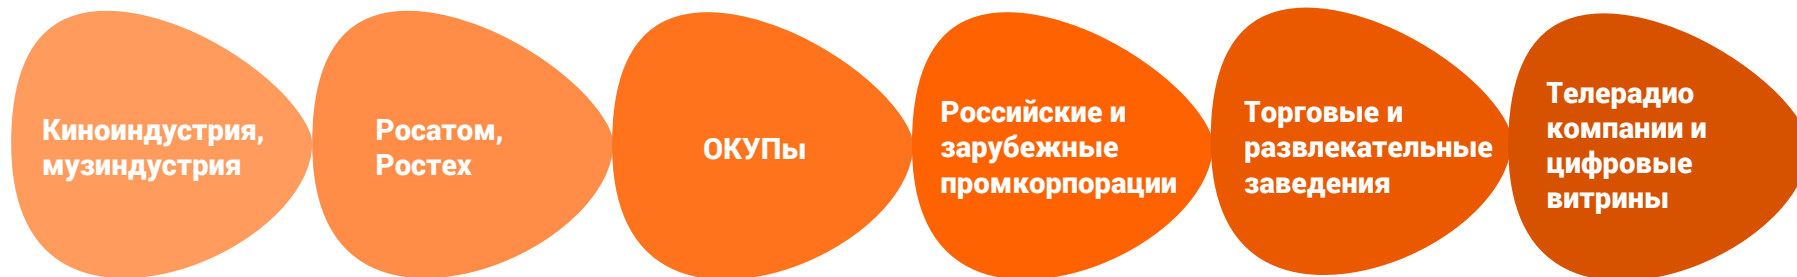 Киноиндустрия,
музиндустрия
Росатом,
Ростех
ОКУПы
Российские и
зарубежные
промкорпорации
Торговые и
развлекательные
заведения
Телерадио
компании и
цифровые
витрины